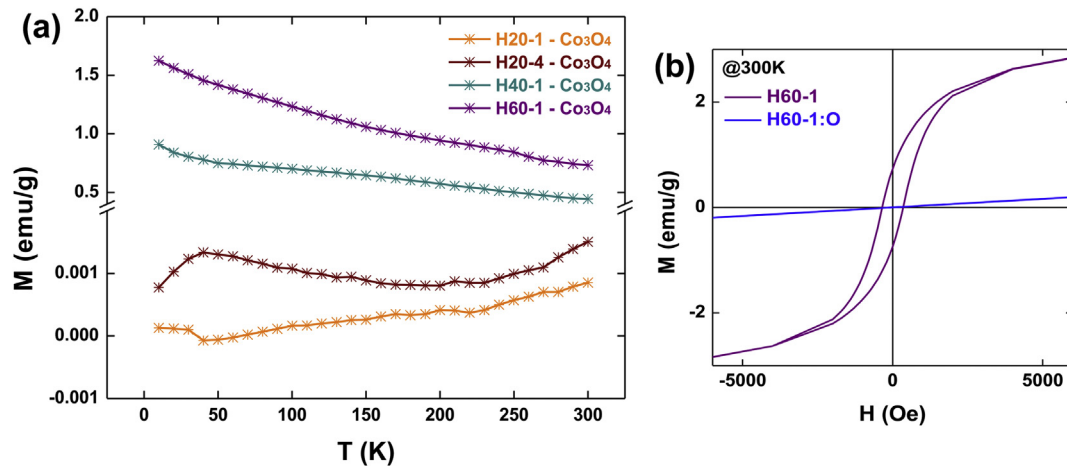 (a)
2.0
1.5
1.0
0.5
0.001
0.000
-0.001
M (emu/g)
H20-1 - Co₃O₄
H20-4 - Co₃O₄
H40-1 - Co₃O₄
H60-1 - Co₃O₄
0 50 100 150 200 250 300
T (K)
(b)
@300K
H60-1
H60-1:O
2
0
-2
M (emu/g)
-5000 0 5000
H (Oe)